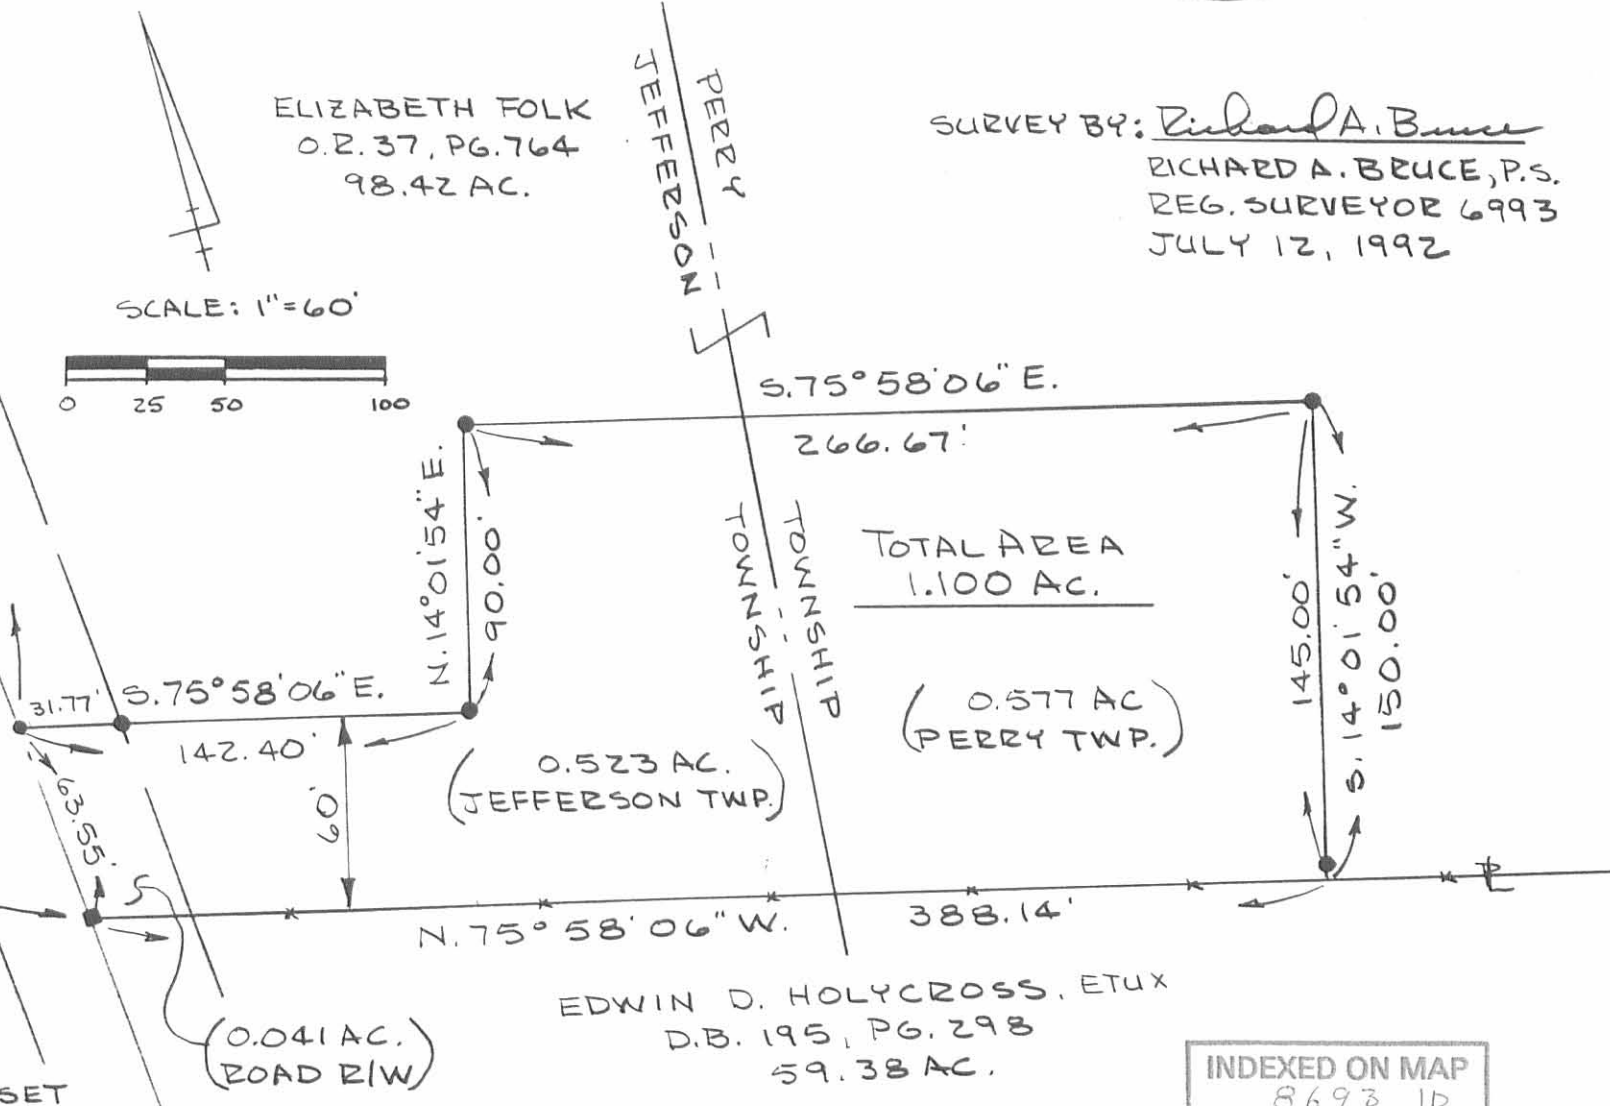 ELIZABETH FOLK
O.R. 37, PG. 764
98.42 AC.
JEFFERSON
PERRY
SURVEY BY: Richard A. Bruce
RICHARD A. BRUCE, P.S.
REG. SURVEYOR 6993
JULY 12, 1992
SCALE: 1"=60'
0 25 50 100
S.75°58'06"E.
266.67'
N.14°01'54"E.
90.00'
TOWNSHIP
TOWNSHIP
TOTAL AREA
1.100 AC.
145.00'
S.14°01'54"W.
150.00'
31.77'
S.75°58'06"E.
142.40'
(0.577 AC
PERRY TWP.)
(0.523 AC.
JEFFERSON TWP.)
63.55'
60'
N.75°58'06"W.
388.14'
EDWIN D. HOLYCROSS, ETUX
D.B. 195, PG. 298
59.38 AC.
(0.041 AC.
ROAD R/W)
SET
INDEXED ON MAP
8693 1D